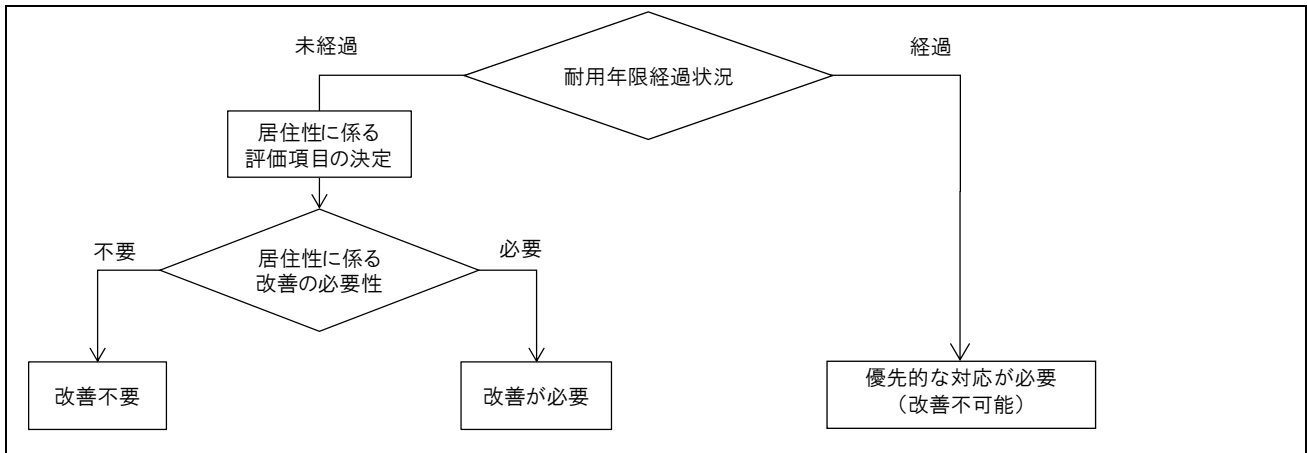 未経過
経過
耐用年限経過状況
居住性に係る
評価項目の決定
不要
必要
居住性に係る
改善の必要性
改善不要
改善が必要
優先的な対応が必要
（改善不可能）